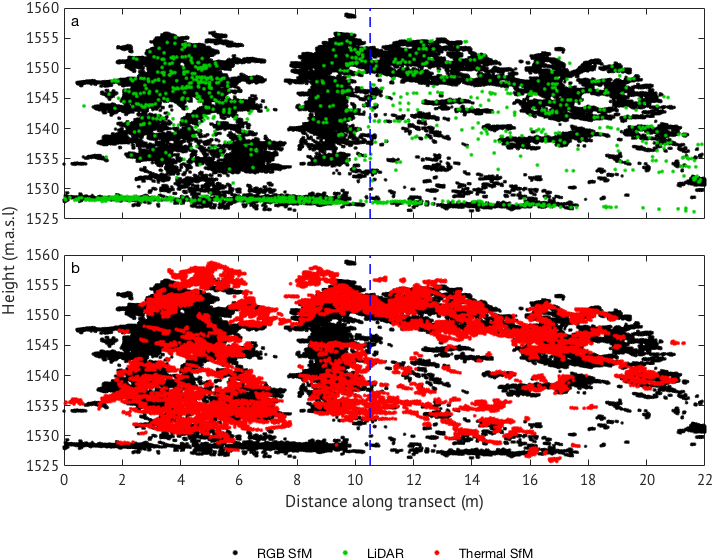 a
1560
1555
1550
1545
1540
1535
1530
1525
b
1560
1555
1550
1545
1540
1535
1530
1525
Height (m.a.s.l)
0 2 4 6 8 10 12 14 16 18 20 22
Distance along transect (m)
RGB SfM LiDAR Thermal SfM